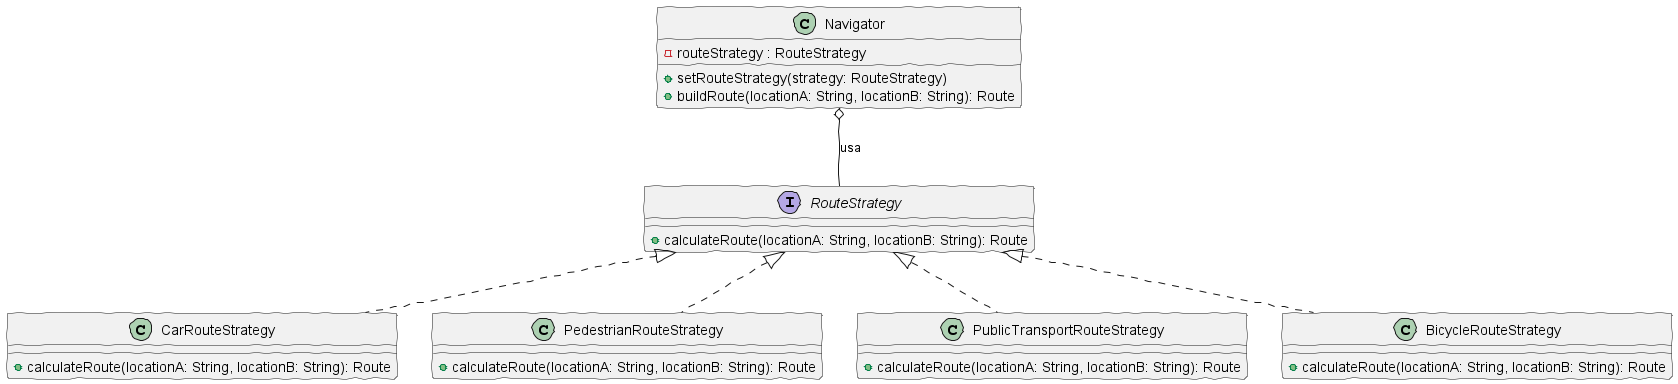 C Navigator
routeStrategy : RouteStrategy
setRouteStrategy(strategy: RouteStrategy)
buildRoute(locationA: String, locationB: String): Route
usa
I RouteStrategy
calculateRoute(locationA: String, locationB: String): Route
C CarRouteStrategy
calculateRoute(locationA: String, locationB: String): Route
C PedestrianRouteStrategy
calculateRoute(locationA: String, locationB: String): Route
C PublicTransportRouteStrategy
calculateRoute(locationA: String, locationB: String): Route
C BicycleRouteStrategy
calculateRoute(locationA: String, locationB: String): Route